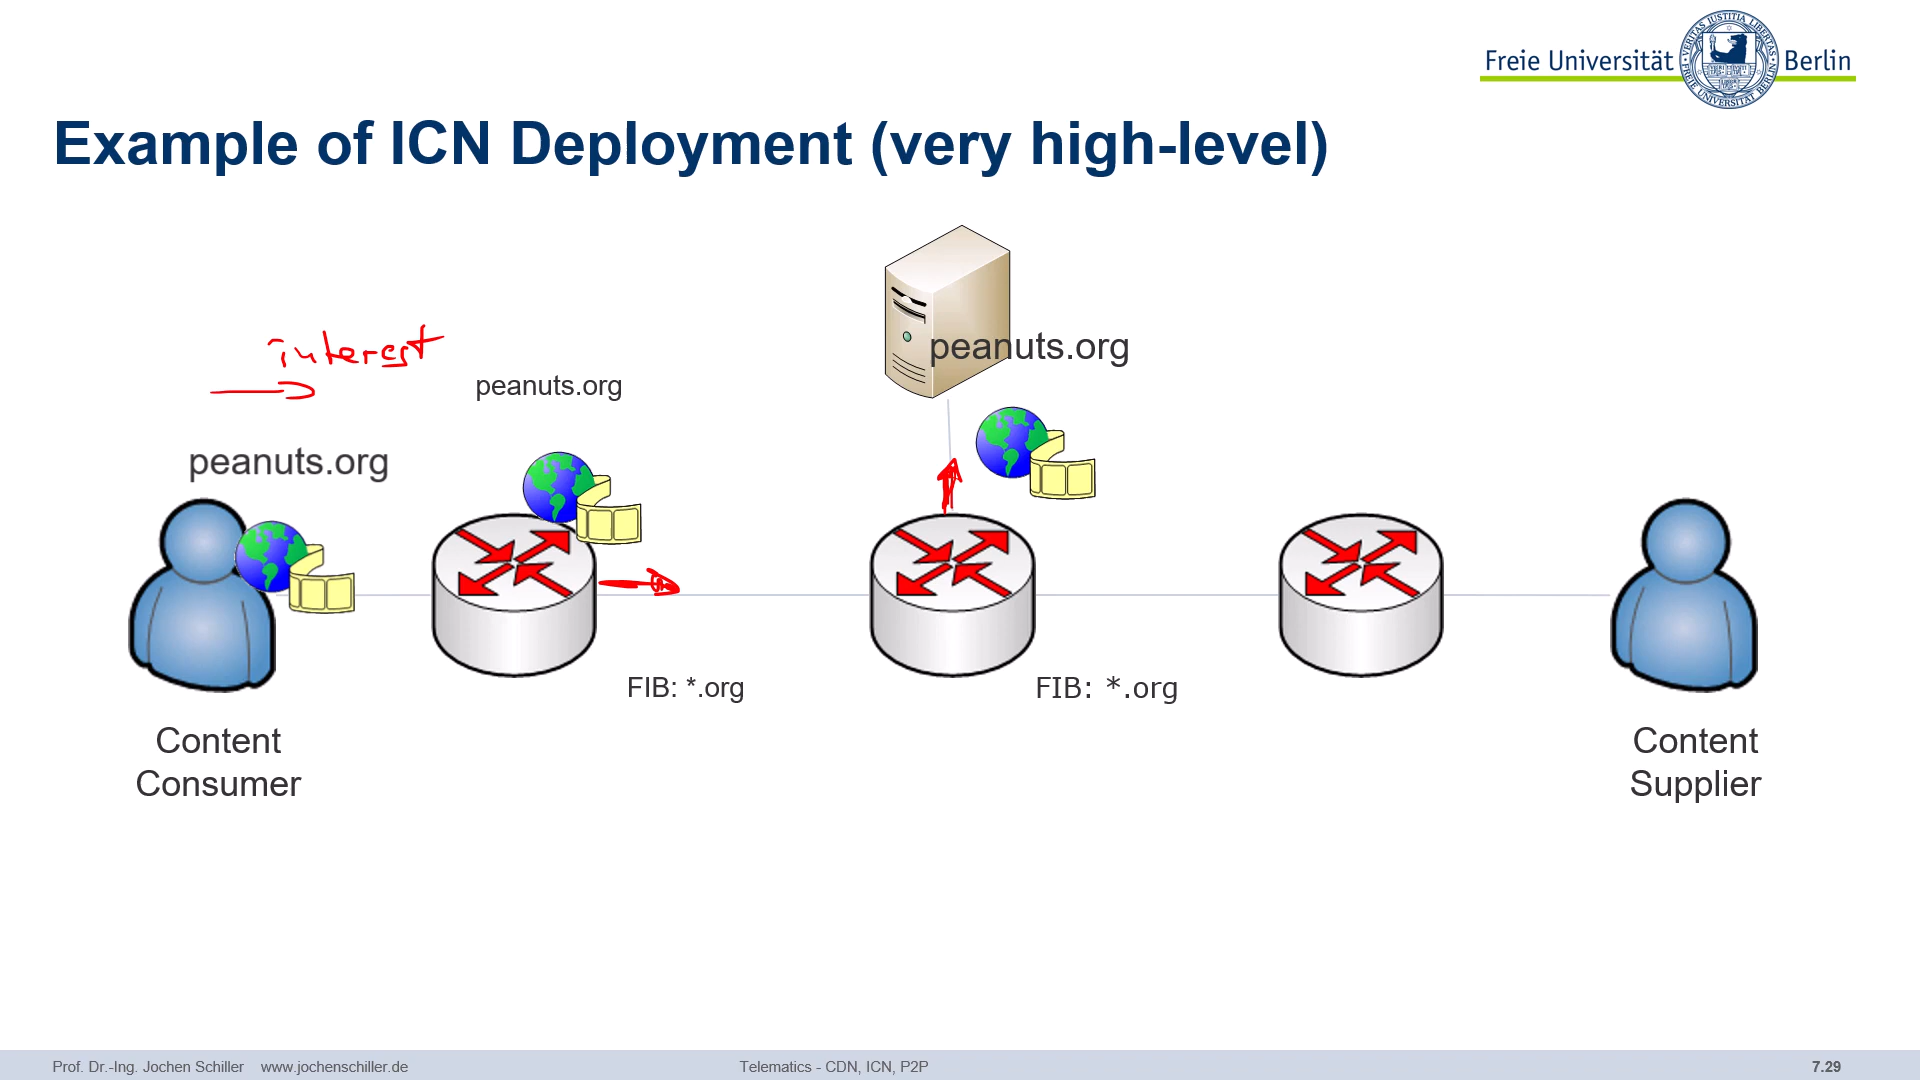 Freie Universität Berlin
Example of ICN Deployment (very high-level)
interest
peanuts.org
peanuts.org
peanuts.org
FIB: *.org
FIB: *.org
Content
Consumer
Content
Supplier
Prof. Dr.-Ing. Jochen Schiller www.jochenschiller.de
Telematics - CDN, ICN, P2P
7.29